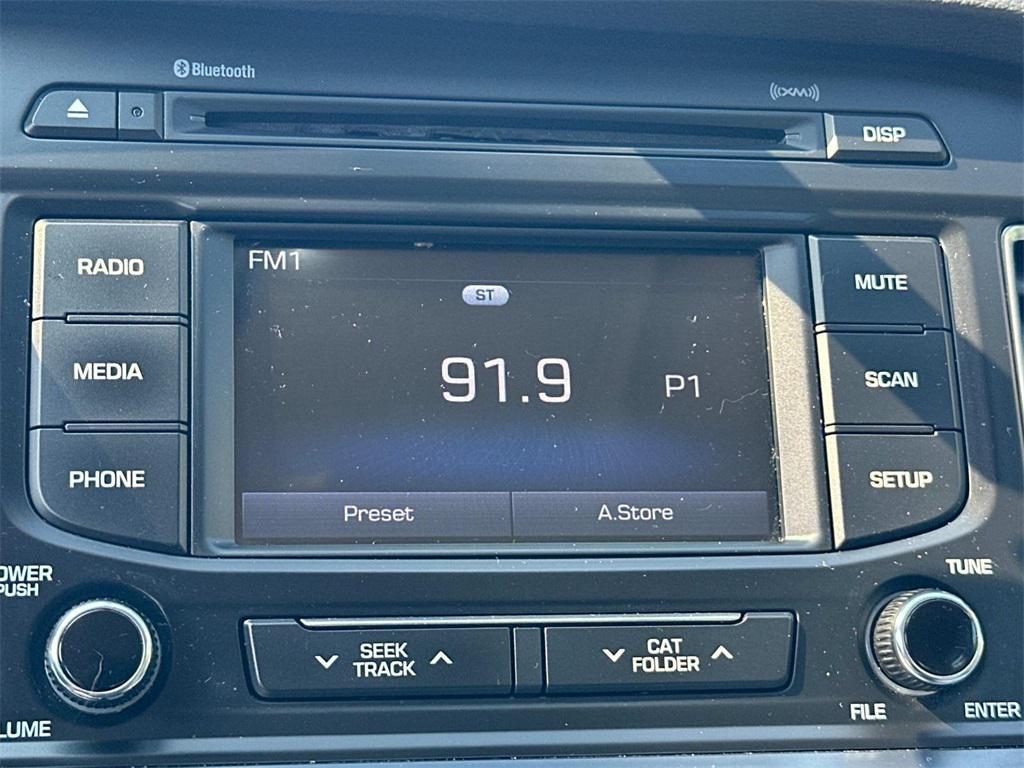 Bluetooth
((XM))
DISP
RADIO
MEDIA
PHONE
FM1
ST
91.9
P1
Preset
A.Store
MUTE
SCAN
SETUP
OWER
PUSH
LUME
SEEK
TRACK
CAT
FOLDER
TUNE
FILE
ENTER